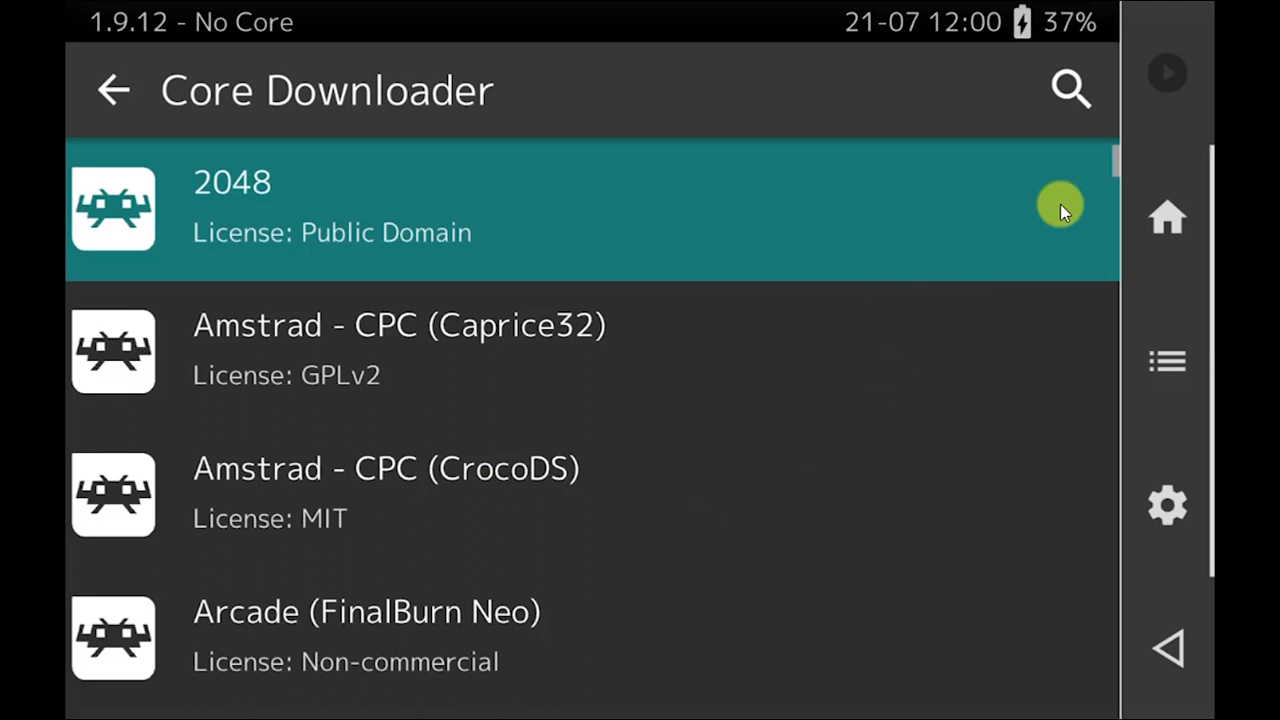 1.9.12 - No Core
21-07 12:00 37%
Core Downloader
2048
License: Public Domain
Amstrad - CPC (Caprice32)
License: GPLv2
Amstrad - CPC (CrocoDS)
License: MIT
Arcade (FinalBurn Neo)
License: Non-commercial